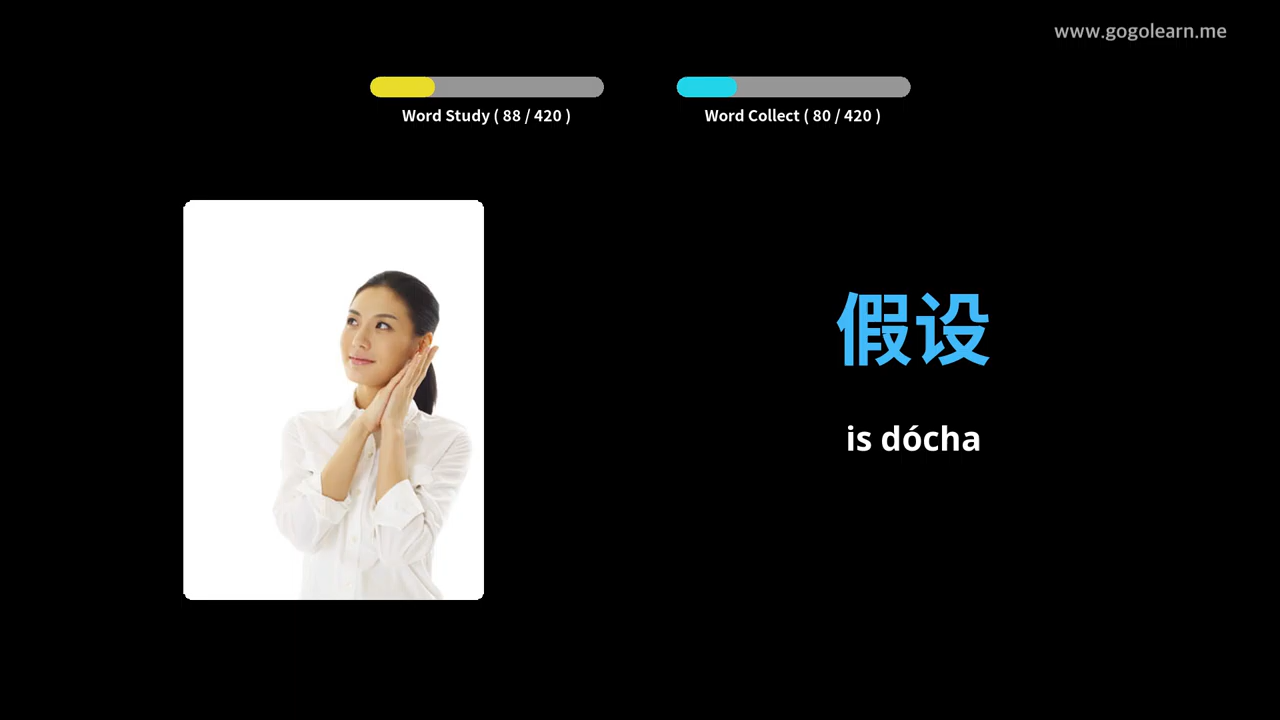 www.gogolearn.me
Word Study ( 88 / 420 )
Word Collect ( 80 / 420 )
假设
is dócha